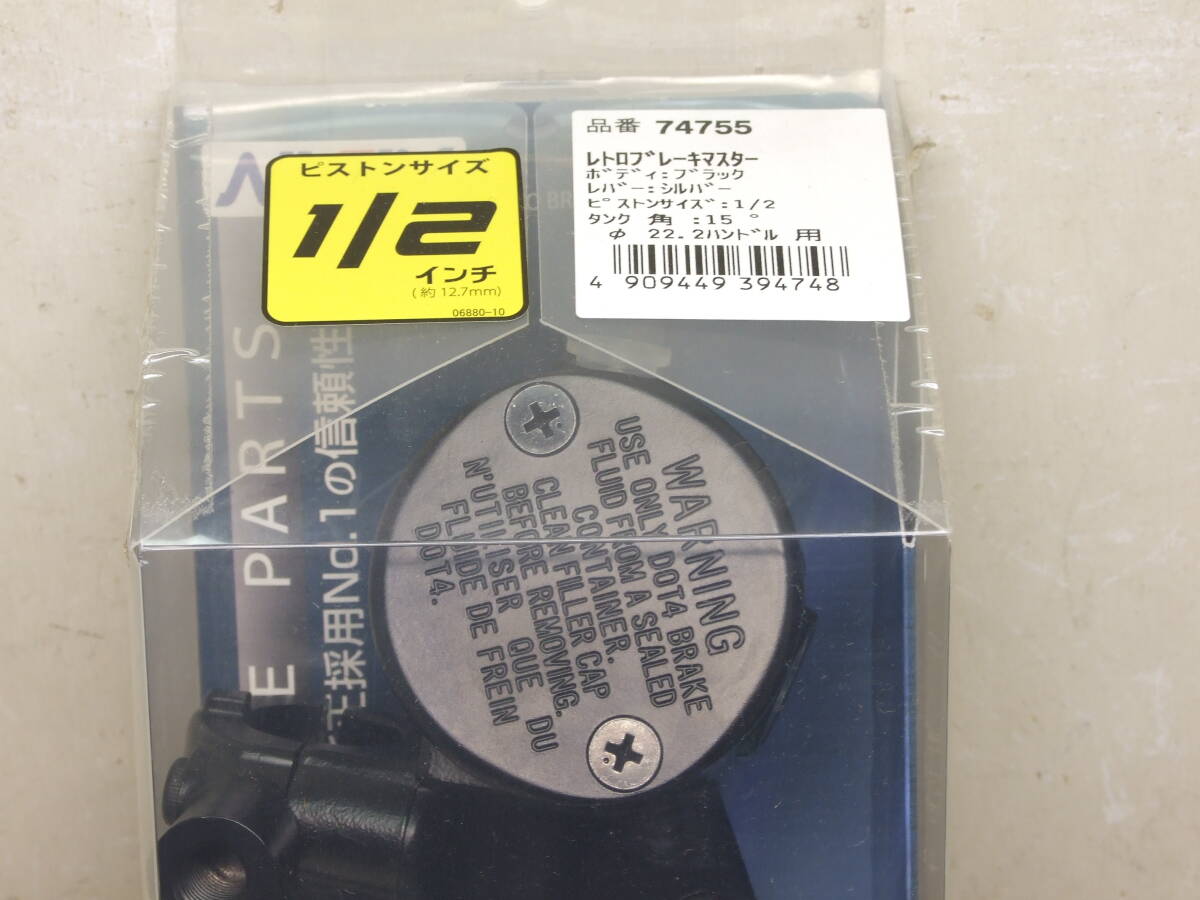 ピストンサイズ
1/2
インチ
(約12.7mm)
06880-10
品番 74755
レトロブレーキマスター
ボディ:ブラック
レバー:シルバー
ピストンサイズ:1/2
タンク 角 :15 °
φ 22.2ハンドル 用
4 909449 394748
E PARTS
採用No.1の信頼性
WARNING
USE ONLY DOT4 BRAKE
FLUID FROM A SEALED
CONTAINER.
CLEAN FILLER CAP
BEFORE REMOVING.
N'UTILISER QUE DU
FLUIDE DE FREIN
DOT4.